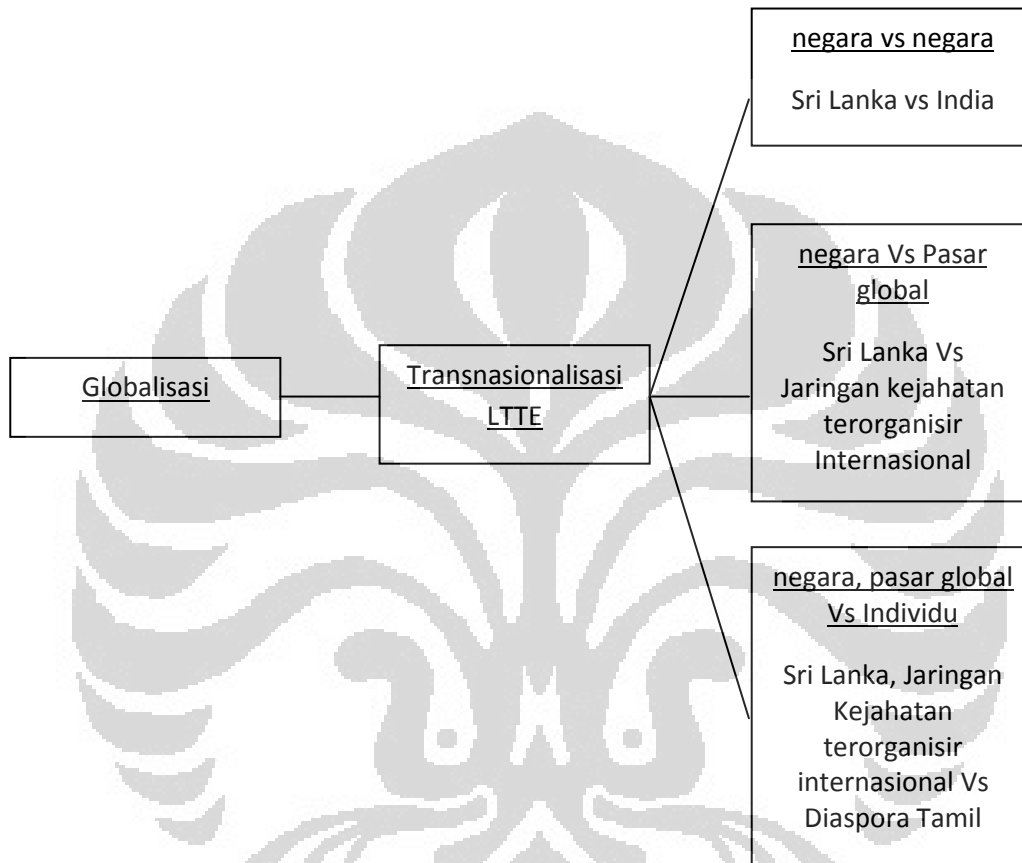 Globalisasi
Transnasionalisasi
LTTE
negara vs negara
Sri Lanka vs India
negara Vs Pasar
global
Sri Lanka Vs
Jaringan kejahatan
terorganisir
Internasional
negara, pasar global
Vs Individu
Sri Lanka, Jaringan
Kejahatan
terorganisir
internasional Vs
Diaspora Tamil